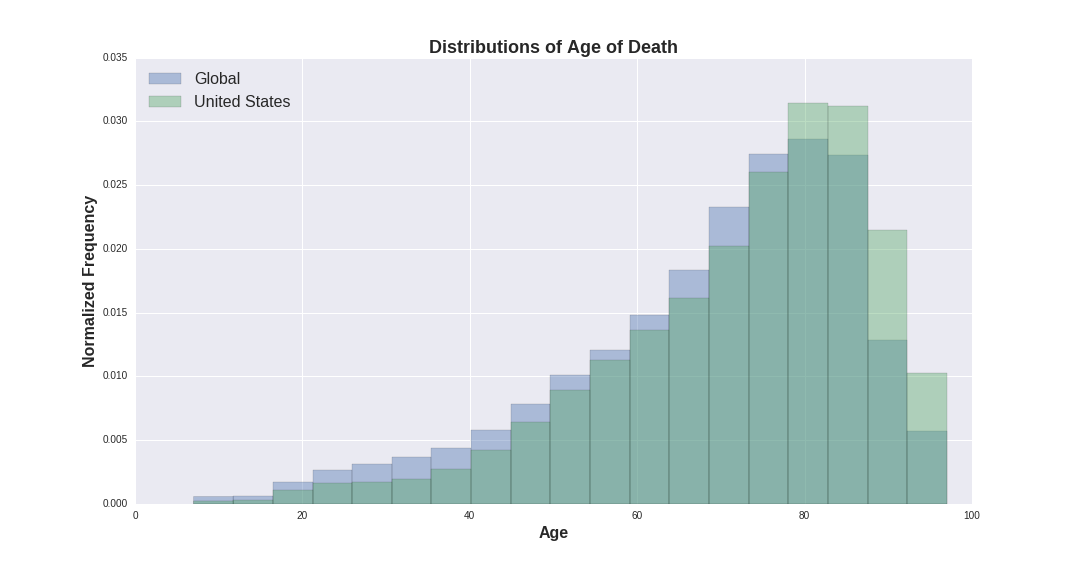 Distributions of Age of Death
0.035
Global
United States
0.030
0.025
0.020
0.015
0.010
0.005
0.000
Normalized Frequency
0 20 40 60 80 100
Age